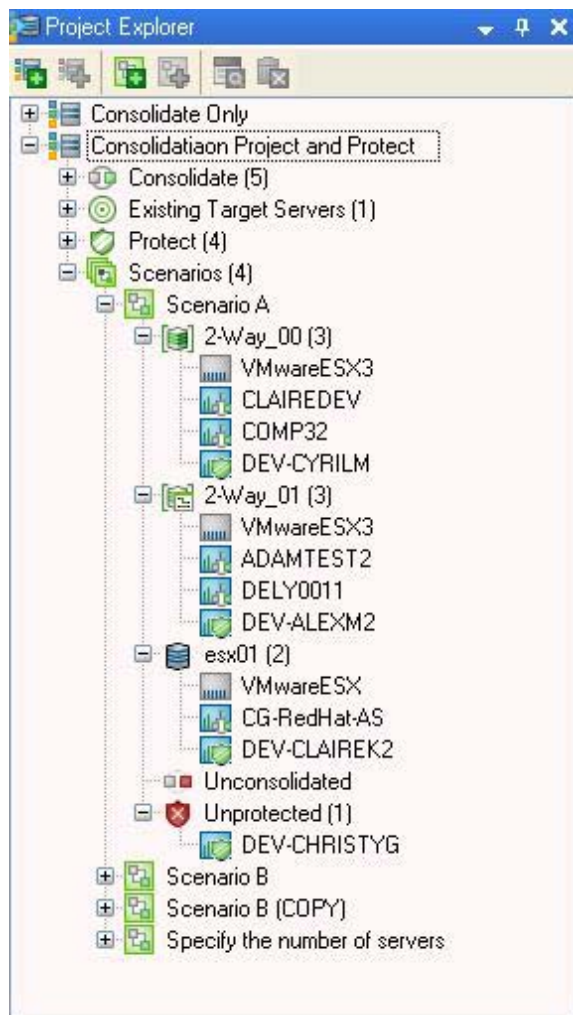 Project Explorer
Consolidate Only
Consolidatiaon Project and Protect
Consolidate (5)
Existing Target Servers (1)
Protect (4)
Scenarios (4)
Scenario A
2-Way_00 (3)
VMwareESX3
CLAIREDEV
COMP32
DEV-CYRILM
2-Way_01 (3)
VMwareESX3
ADAMTEST2
DELY0011
DEV-ALEXM2
esx01 (2)
VMwareESX
CG-RedHat-AS
DEV-CLAIREK2
Unconsolidated
Unprotected (1)
DEV-CHRISTYG
Scenario B
Scenario B (COPY)
Specify the number of servers